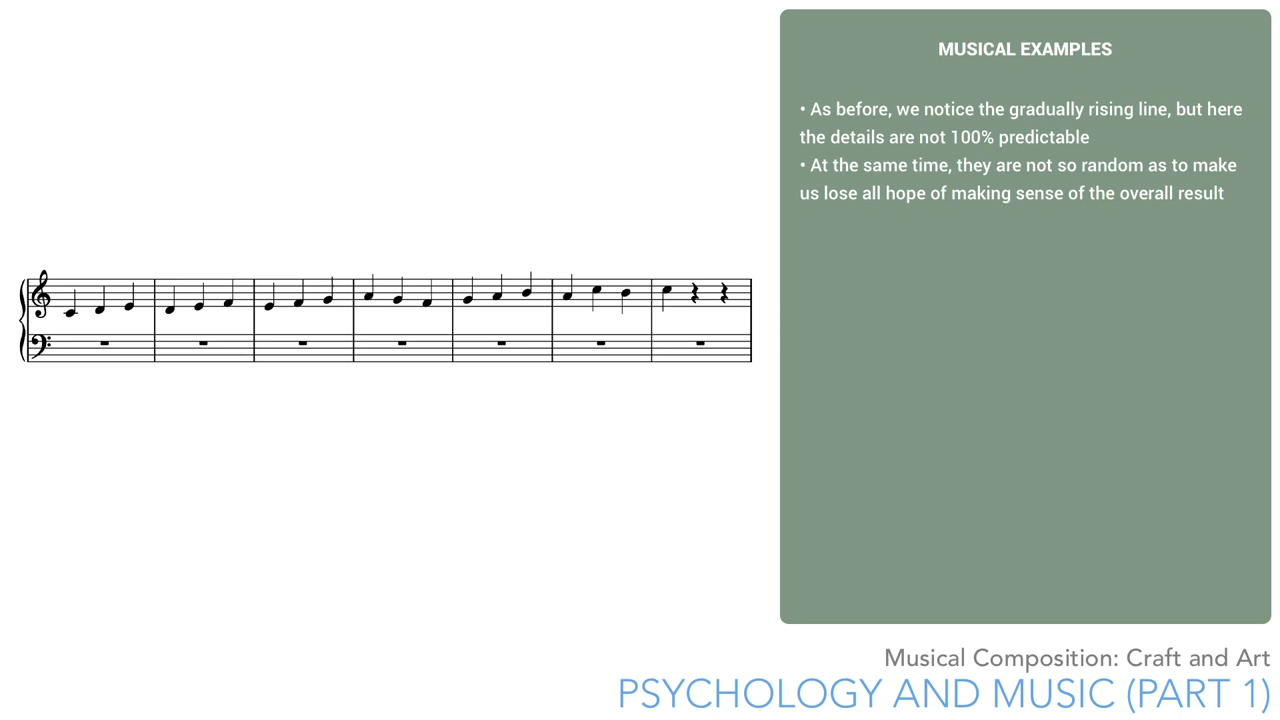 MUSICAL EXAMPLES
• As before, we notice the gradually rising line, but here
the details are not 100% predictable
• At the same time, they are not so random as to make
us lose all hope of making sense of the overall result
Musical Composition: Craft and Art
PSYCHOLOGY AND MUSIC (PART 1)